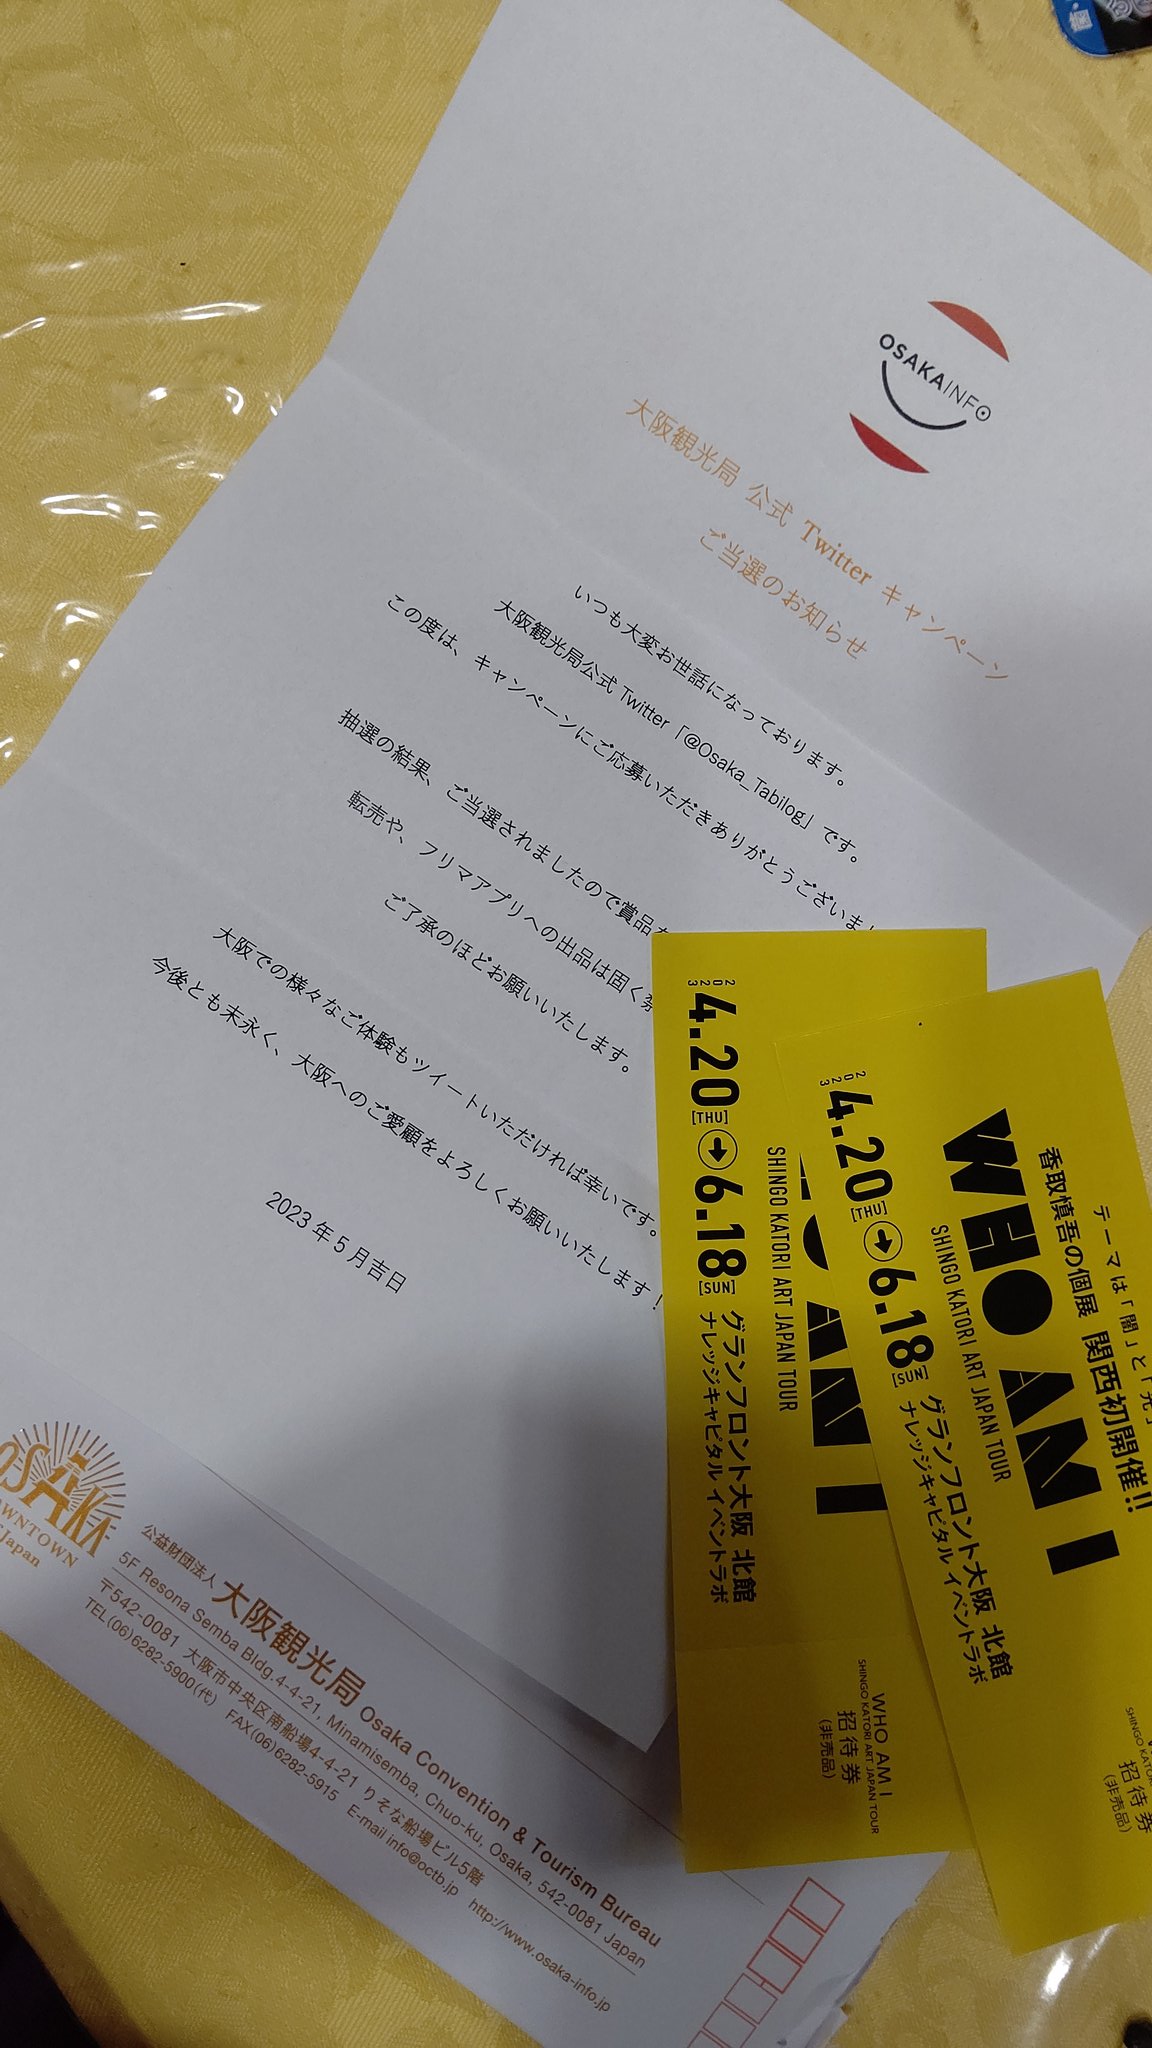 OSAKAINFO
大阪観光局 公式 Twitter キャンペーン
ご当選のお知らせ
いつも大変お世話になっております。
大阪観光局公式 Twitter「@Osaka_Tabilog」です。
この度は、キャンペーンにご応募いただきありがとうございま
抽選の結果、ご当選されましたので賞品
転売や、フリマアプリへの出品は固く
ご了承のほどお願いいたします。
大阪での様々なご体験もツイートいただければ幸いです。
今後とも末永く、大阪へのご愛顧をよろしくお願いいたします!
2023 年 5 月吉日
OSAKA
Japan
公益財団法人 大阪観光局 Osaka Convention & Tourism Bureau
5F Resona Semba Bldg.4-4-21, Minamisemba, Chuo-ku, Osaka, 542-0081 Japan
〒542-0081 大阪市中央区南船場4-4-21 りそな船場ビル5階
TEL(06)6282-5900(代) FAX(06)6282-5915 E-mail info@octb.jp http://www.osaka-info.jp
AM I
SHINGO KATORI ART JAPAN TOUR
2023
4.20[THU]→6.18[SUN]
グランフロント大阪 北館
ナレッジキャピタル イベントラボ
WHO AM I
SHINGO KATORI ART JAPAN TOUR
招待券
(非売品)
テーマは「闇」と「光」
香取慎吾の個展 関西初開催!!
WHO AM I
SHINGO KATORI ART JAPAN TOUR
2023
4.20[THU]→6.18[SUN]
グランフロント大阪 北館
ナレッジキャピタル イベントラボ
SHINGO KATOR
招待券
(非売品)